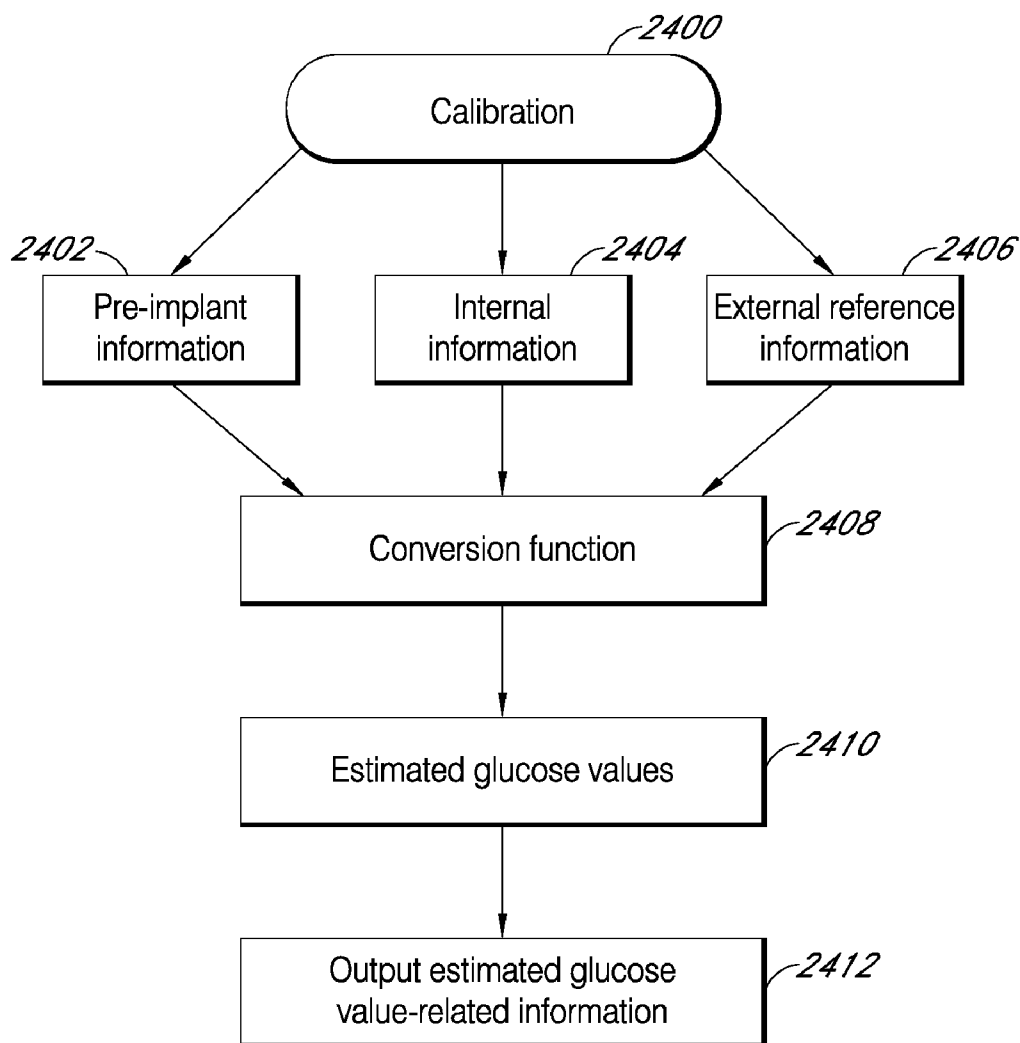 2400
Calibration
2402
2404
2406
Pre-implant
information
Internal
information
External reference
information
2408
Conversion function
2410
Estimated glucose values
2412
Output estimated glucose
value-related information